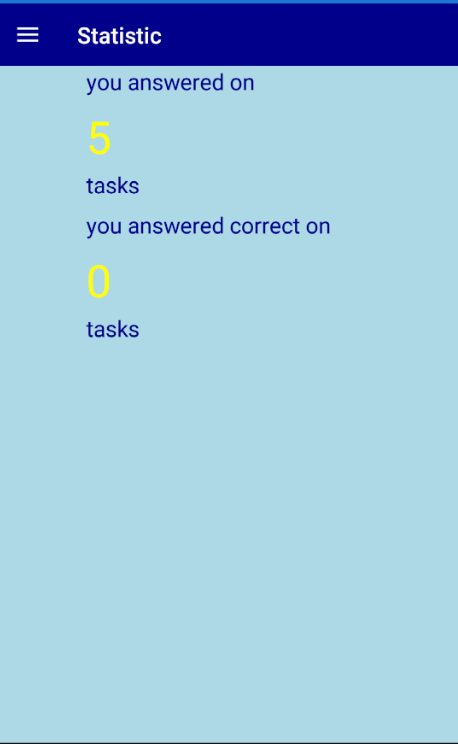 Statistic
you answered on
5
tasks
you answered correct on
0
tasks